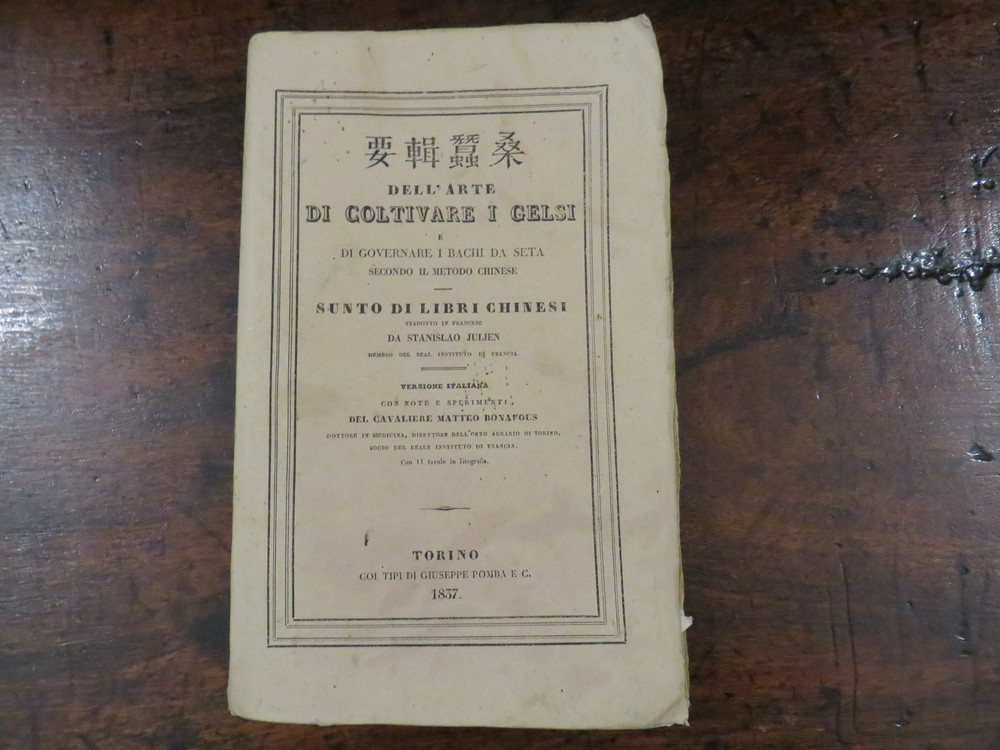 桑蠶輯要
DELL'ARTE
DI COLTIVARE I GELSI
E
DI GOVERNARE I BACHI DA SETA
SECONDO IL METODO CHINESE
SUNTO DI LIBRI CHINESI
TRADOTTO IN FRANCESE
DA STANISLAO JULIEN
MEMBRO DEL REAL INSTITUTO DI FRANCIA.
VERSIONE ITALIANA
CON NOTE E SPERIMENTI
DEL CAVALIERE MATTEO BONAFOUS
DOTTORE IN MEDICINA, DIRETTORE DELL'ORTO AGRARIO DI TORINO,
SOCIO DEL REALE INSTITUTO DI FRANCIA.
Con 11 tavole in litografia.
TORINO
COI TIPI DI GIUSEPPE POMBA E C.
1837.